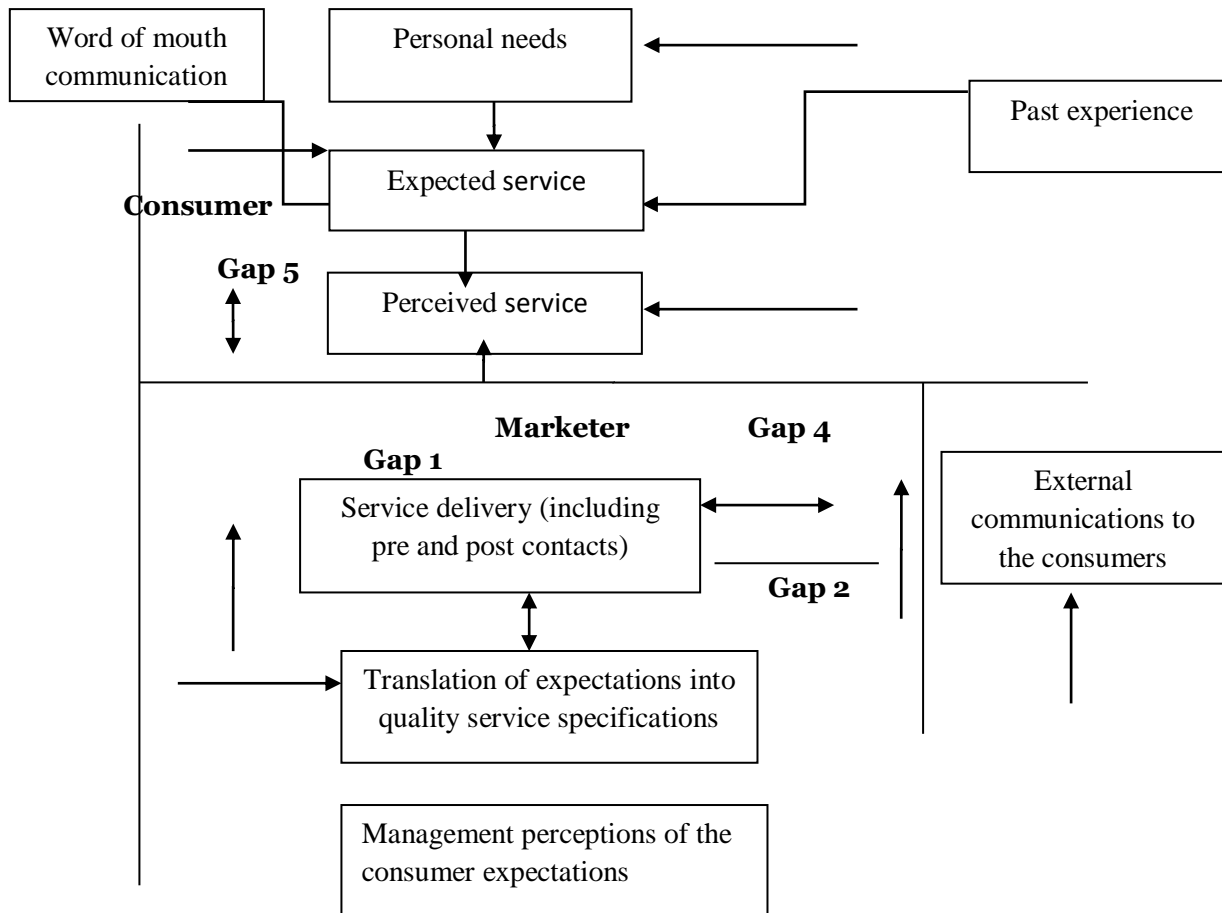 Word of mouth
communication
Personal needs
Past experience
Expected service
Consumer
Gap 5
Perceived service
Marketer
Gap 4
Gap 1
Service delivery (including
pre and post contacts)
External
communications to
the consumers
Gap 2
Translation of expectations into
quality service specifications
Management perceptions of the
consumer expectations